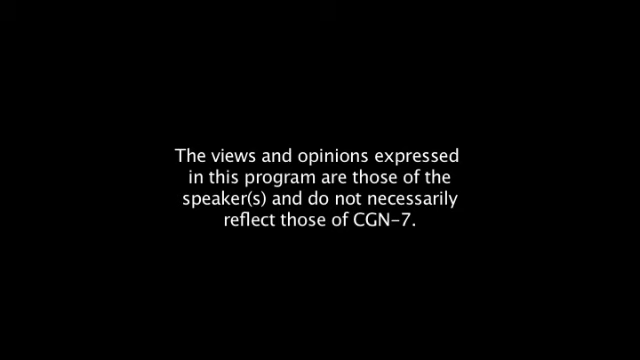 The views and opinions expressed
in this program are those of the
speaker(s) and do not necessarily
reflect those of CGN-7.